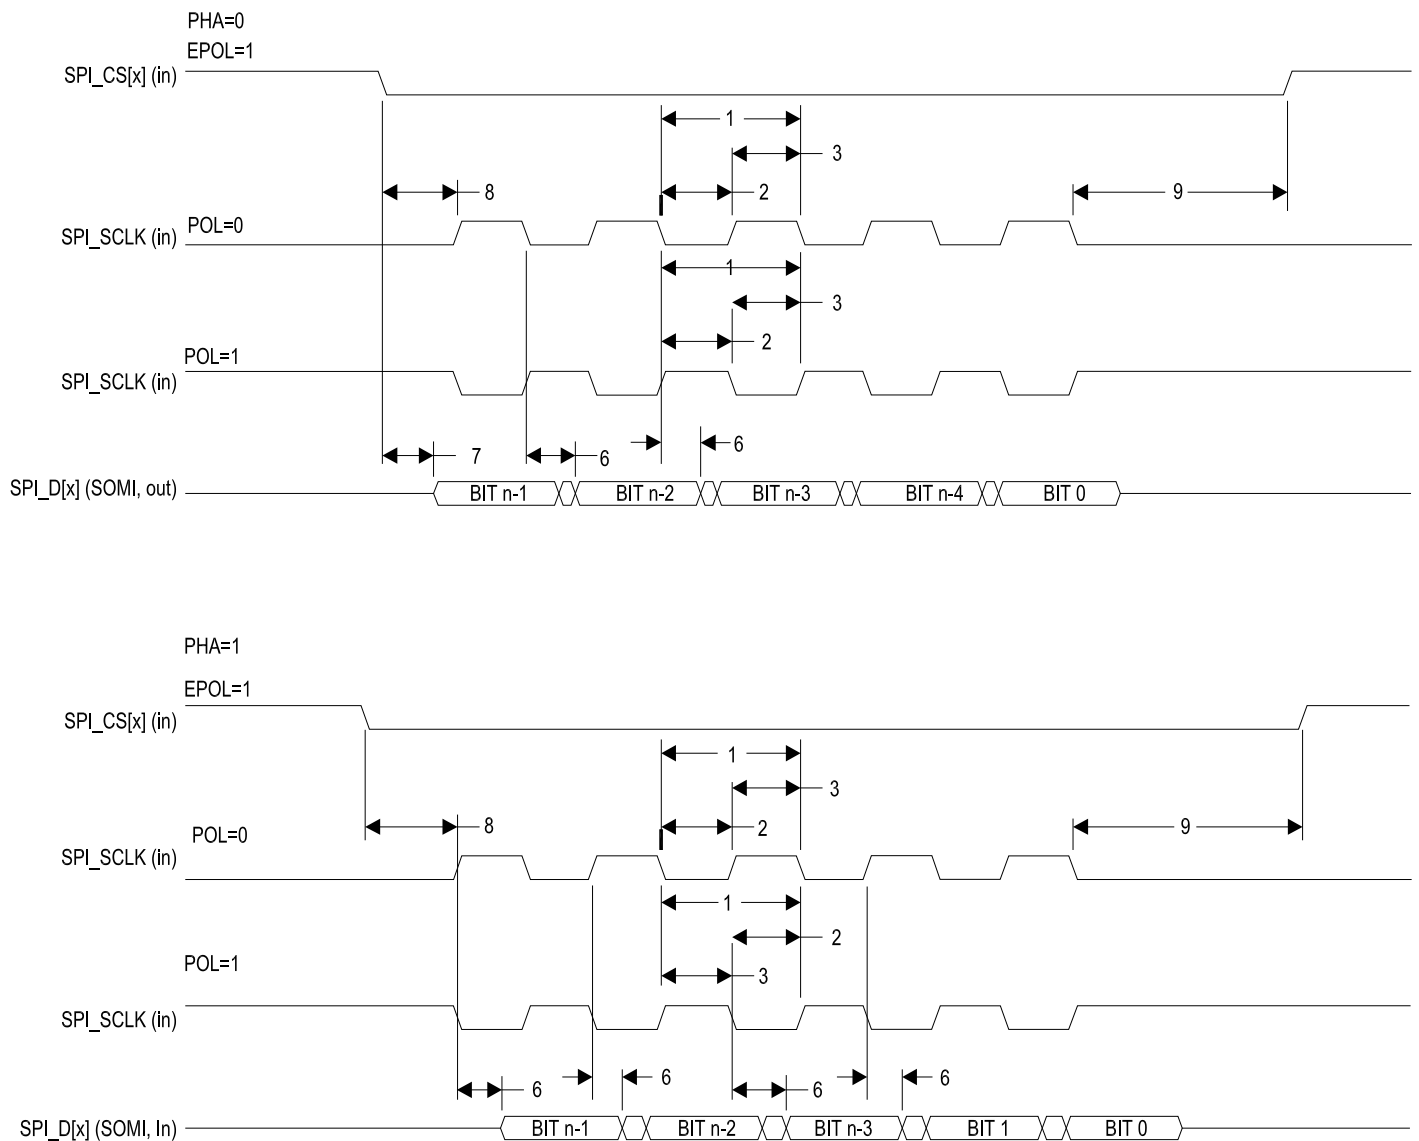 PHA=0
EPOL=1
SPI_CS[x] (in)
1
3
8
2
9
POL=0
SPI_SCLK (in)
1
3
2
POL=1
SPI_SCLK (in)
7
6
6
SPI_D[x] (SOMI, out)
BIT n-1
BIT n-2
BIT n-3
BIT n-4
BIT 0
PHA=1
EPOL=1
SPI_CS[x] (in)
1
3
8
2
9
POL=0
SPI_SCLK (in)
1
2
POL=1
3
SPI_SCLK (in)
6
6
6
6
SPI_D[x] (SOMI, In)
BIT n-1
BIT n-2
BIT n-3
BIT 1
BIT 0